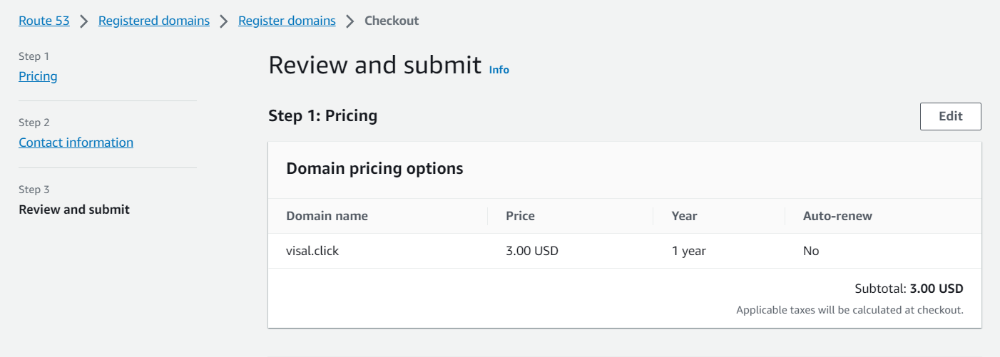 Route 53 > Registered domains > Register domains > Checkout
Step 1
Pricing
Step 2
Contact information
Step 3
Review and submit
Review and submit Info
Step 1: Pricing Edit
Domain pricing options
Domain name Price Year Auto-renew
visal.click 3.00 USD 1 year No
Subtotal: 3.00 USD
Applicable taxes will be calculated at checkout.